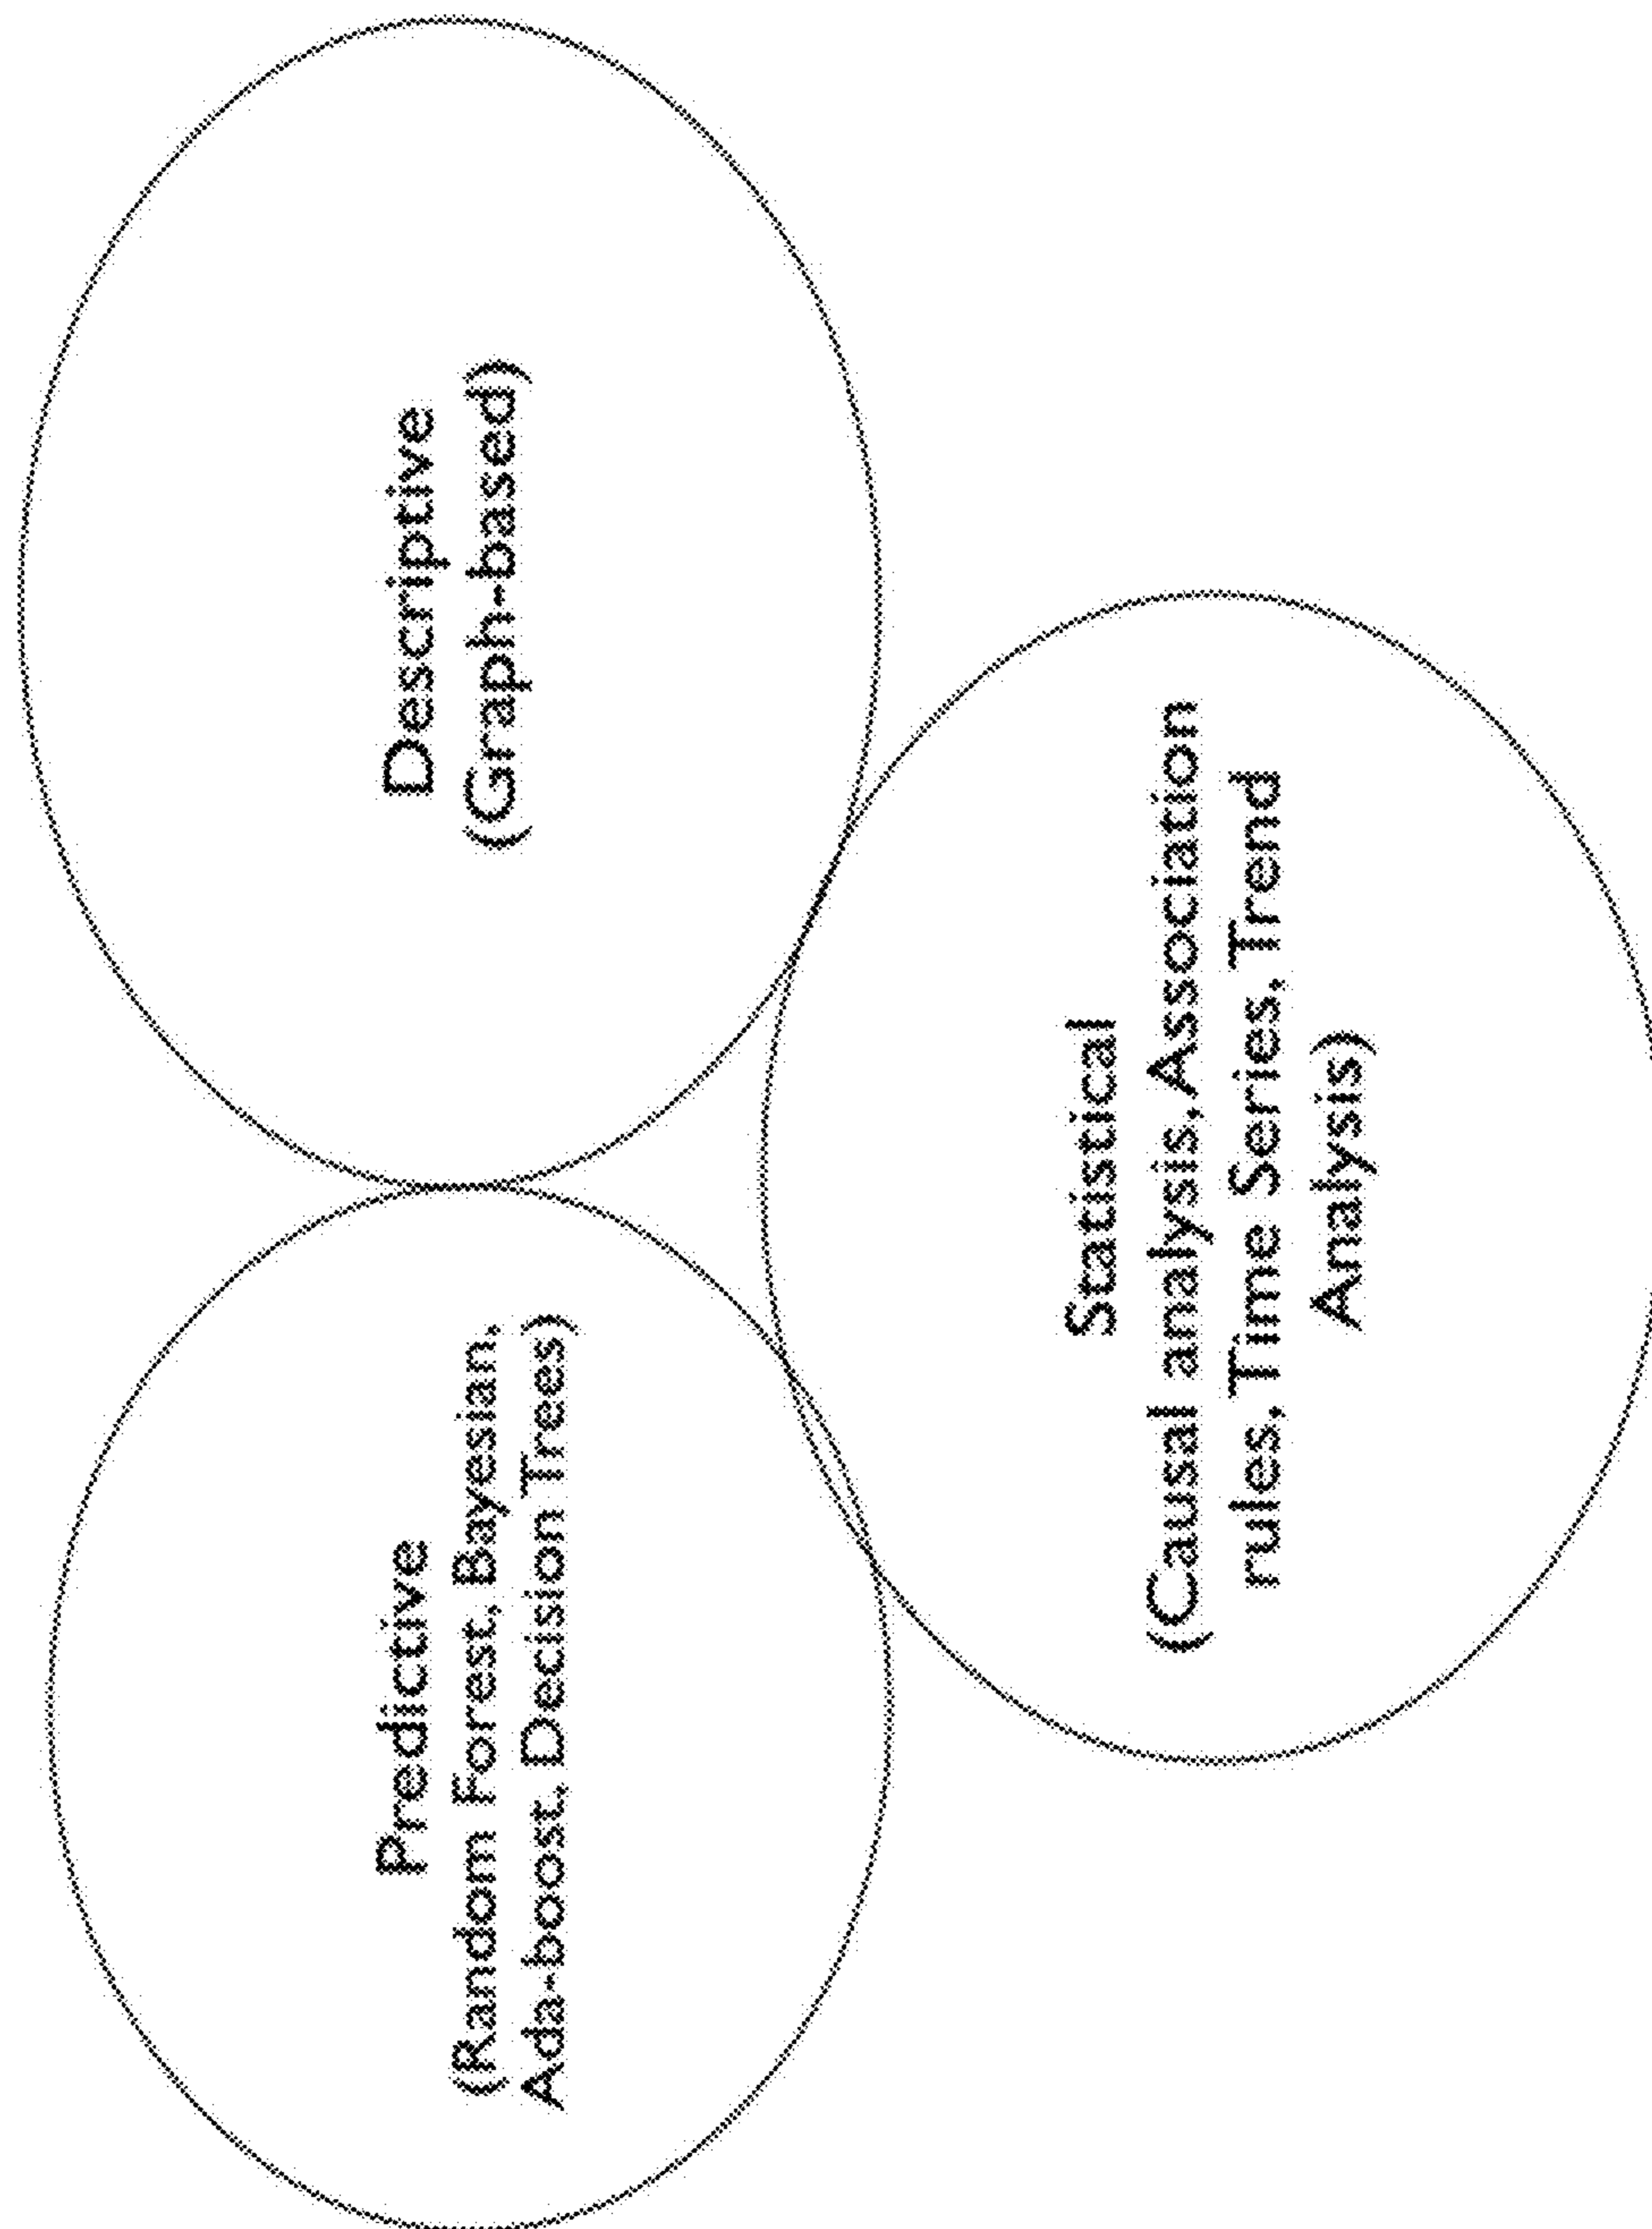 Predictive
(Random Forest, Bayesian,
Ada-boost, Decision Trees)
Descriptive
(Graph-based)
Statistical
(Causal analysis, Association
rules, Time Series, Trend
Analysis)